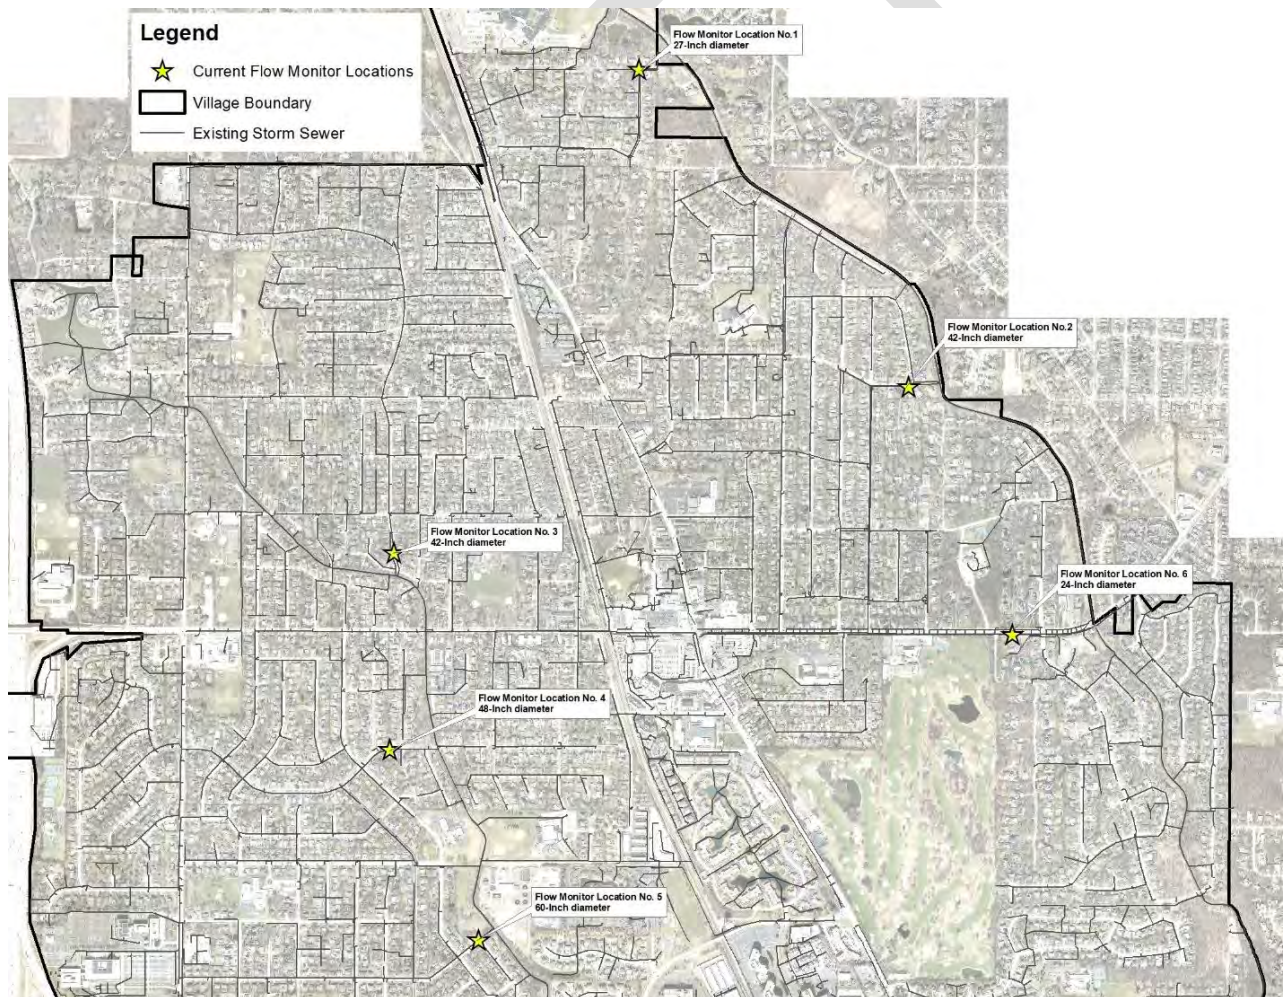 Legend
Current Flow Monitor Locations
Village Boundary
Existing Storm Sewer
Flow Monitor Location No.1
27-Inch diameter
Flow Monitor Location No.2
42-Inch diameter
Flow Monitor Location No. 3
42-Inch diameter
Flow Monitor Location No. 6
24-Inch diameter
Flow Monitor Location No. 4
48-Inch diameter
Flow Monitor Location No. 5
60-Inch diameter